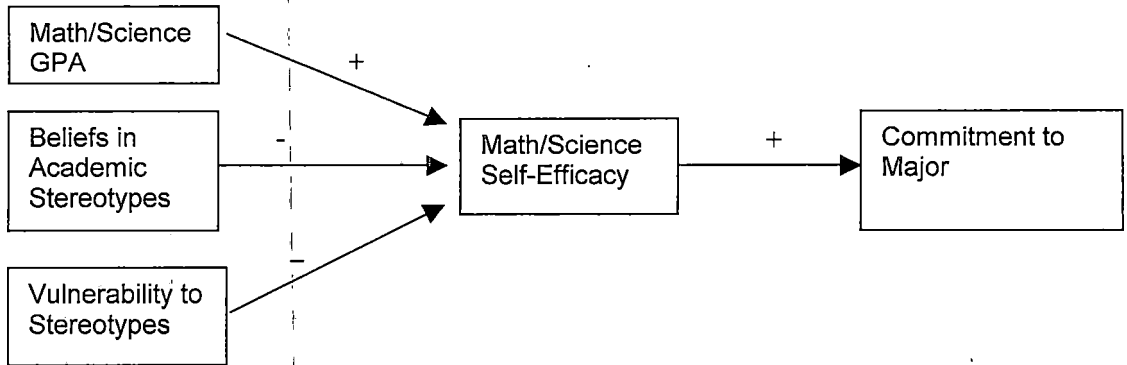 Math/Science
GPA
+
Beliefs in
Academic
Stereotypes
-
Math/Science
Self-Efficacy
+
Commitment to
Major
-
Vulnerability to
Stereotypes